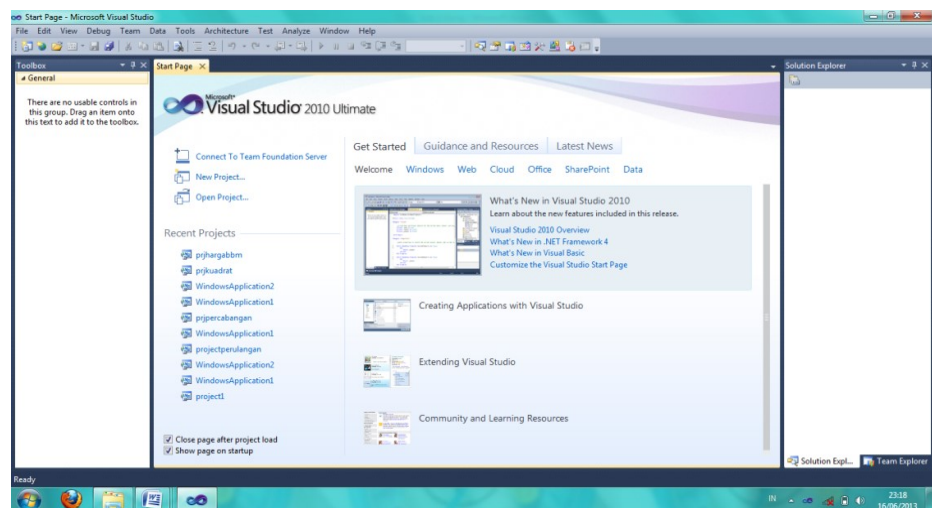 Start Page - Microsoft Visual Studio
File Edit View Debug Team Data Tools Architecture Test Analyze Window Help
Toolbox
General
There are no usable controls in
this group. Drag an item onto
this text to add it to the toolbox.
Start Page
Microsoft
Visual Studio 2010 Ultimate
Connect To Team Foundation Server
New Project...
Open Project...
Recent Projects
prjhargabbm
prjkuadrat
WindowsApplication2
WindowsApplication1
prjpercabangan
WindowsApplication1
projectperulangan
WindowsApplication2
WindowsApplication1
project1
Close page after project load
Show page on startup
Get Started Guidance and Resources Latest News
Welcome Windows Web Cloud Office SharePoint Data
What's New in Visual Studio 2010
Learn about the new features included in this release.
Visual Studio 2010 Overview
What's New in .NET Framework 4
What's New in Visual Basic
Customize the Visual Studio Start Page
Creating Applications with Visual Studio
Extending Visual Studio
Community and Learning Resources
Solution Explorer
Solution Expl... Team Explorer
Ready
IN
23:18
16/06/2013